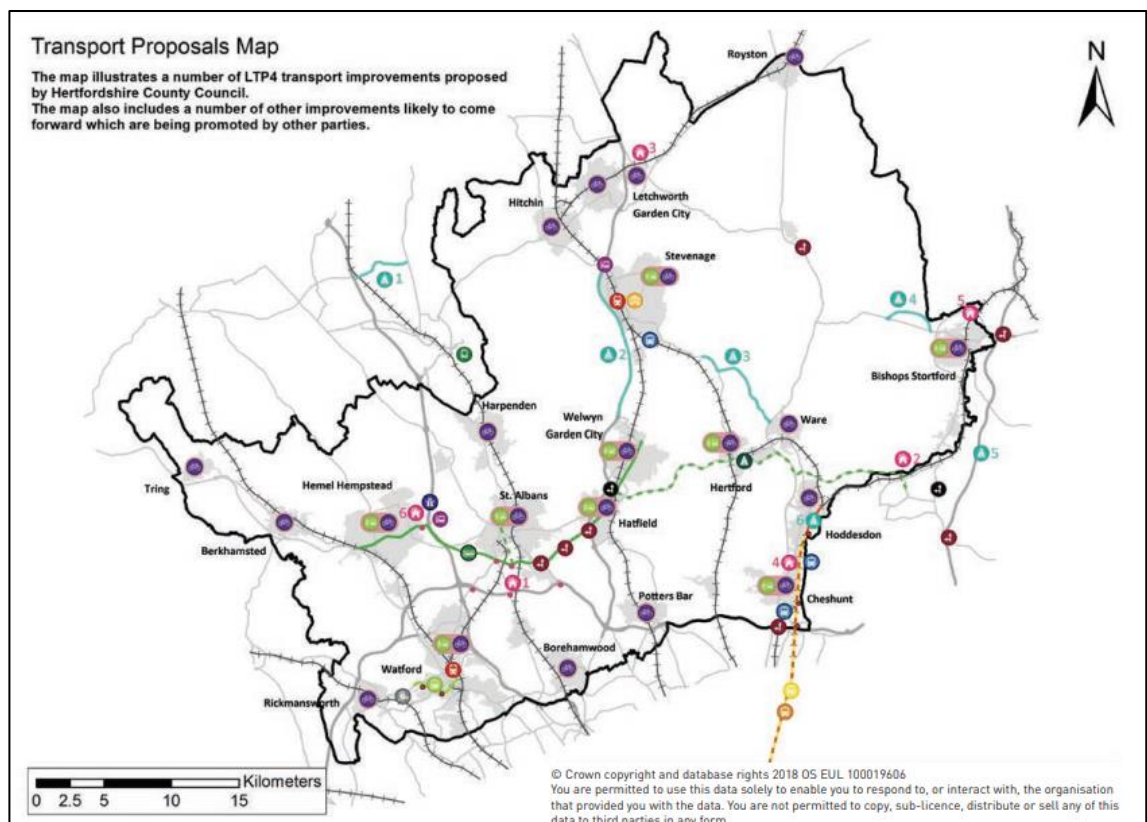 Transport Proposals Map
The map illustrates a number of LTP4 transport improvements proposed
by Hertfordshire County Council.
The map also includes a number of other improvements likely to come
forward which are being promoted by other parties.
N
Royston
3
Letchworth
Garden City
Hitchin
Stevenage
1
4
5
2
3
Bishops Stortford
Harpenden
Welwyn
Garden City
Ware
Tring
Hemel Hempstead
St. Albans
Hertford
2
5
6
Hatfield
6
Hoddesdon
Berkhamsted
1
4
Potters Bar
Cheshunt
Watford
Borehamwood
Rickmansworth
Kilometers
0 2.5 5 10 15
© Crown copyright and database rights 2018 OS EUL 100019606
You are permitted to use this data solely to enable you to respond to, or interact with, the organisation
that provided you with the data. You are not permitted to copy, sub-licence, distribute or sell any of this
data to third parties in any form